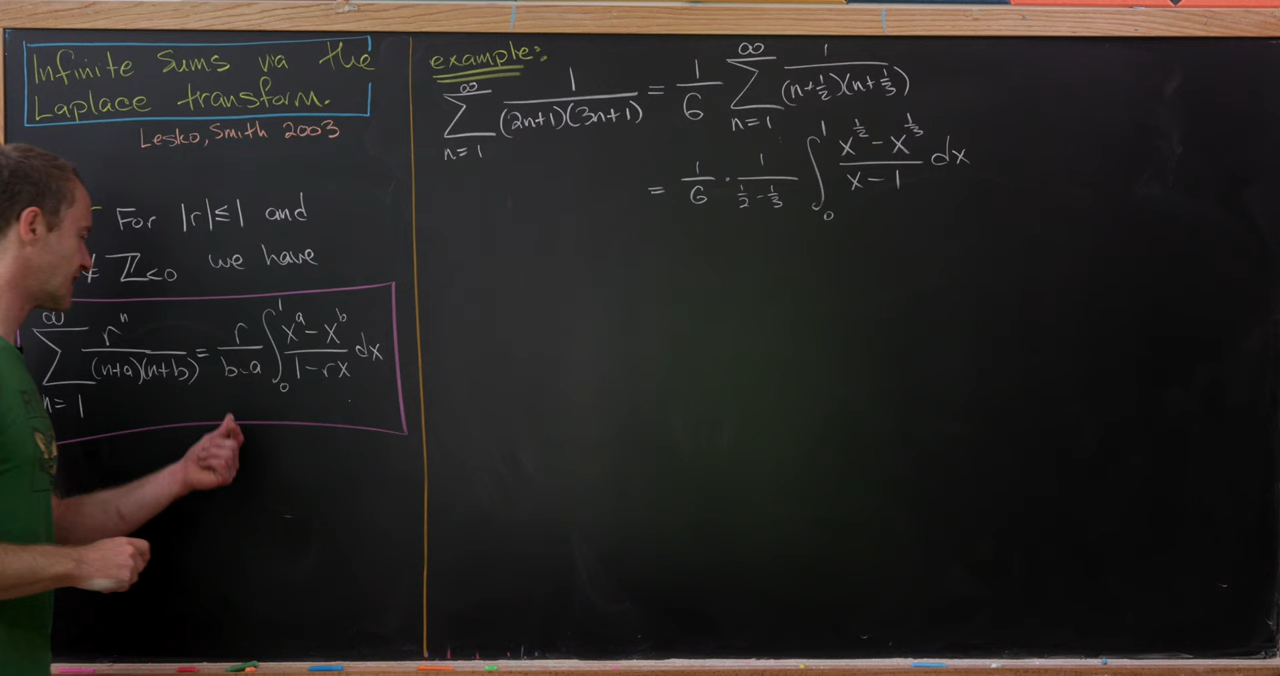 Infinite Sums via the
Laplace transform.
Lesko, Smith 2003
For |r|≤1 and
≠ ℤ<0 we have
∞∑n=1 rⁿ/((n+a)(n+b)) = r/(b-a) ∫₀¹ (xᵃ-xᵇ)/(1-rx) dx
example:
∞∑n=1 1/((2n+1)(3n+1)) = 1/6 ∞∑n=1 1/((n+1/2)(n+1/3))
= 1/6 · 1/(1/2-1/3) ∫₀¹ (x^(1/2)-x^(1/3))/(x-1) dx